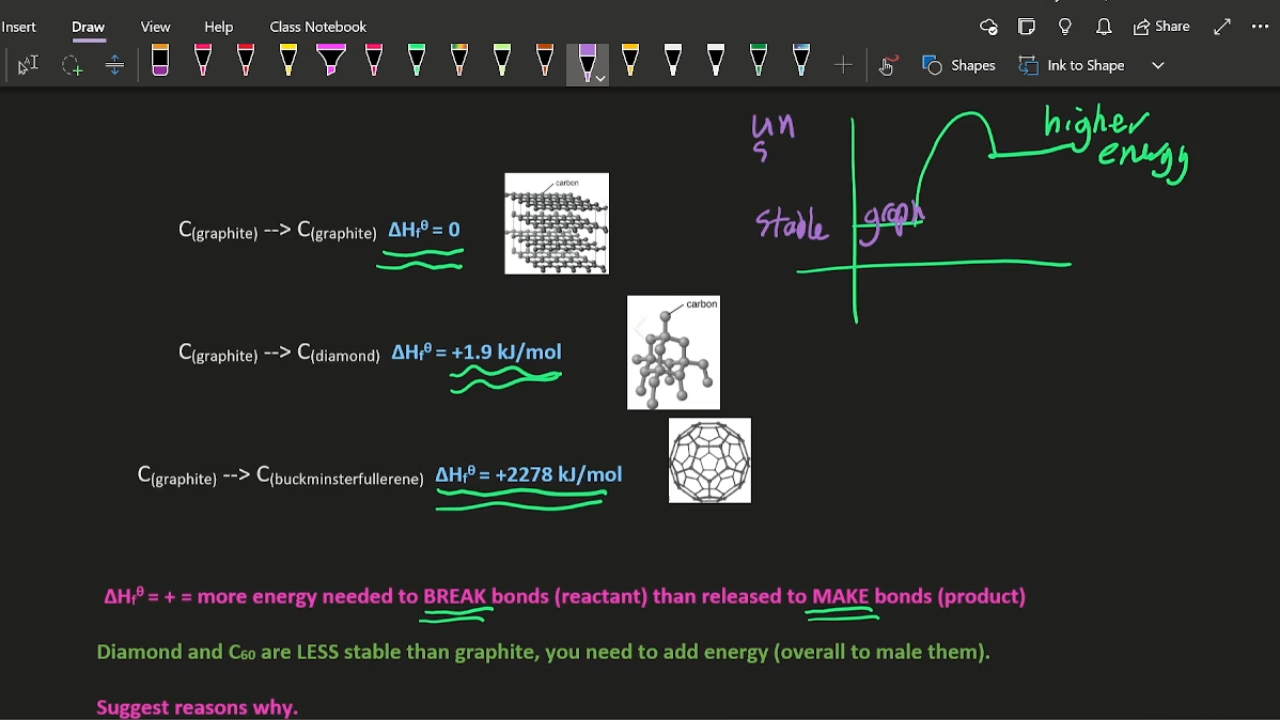 Insert Draw View Help Class Notebook Share
Shapes Ink to Shape
un
s
higher
energy
stable graph
carbon
C(graphite) --> C(graphite) ΔHfθ = 0
carbon
C(graphite) --> C(diamond) ΔHfθ = +1.9 kJ/mol
C(graphite) --> C(buckminsterfullerene) ΔHfθ = +2278 kJ/mol
ΔHfθ = + = more energy needed to BREAK bonds (reactant) than released to MAKE bonds (product)
Diamond and C60 are LESS stable than graphite, you need to add energy (overall to male them).
Suggest reasons why.